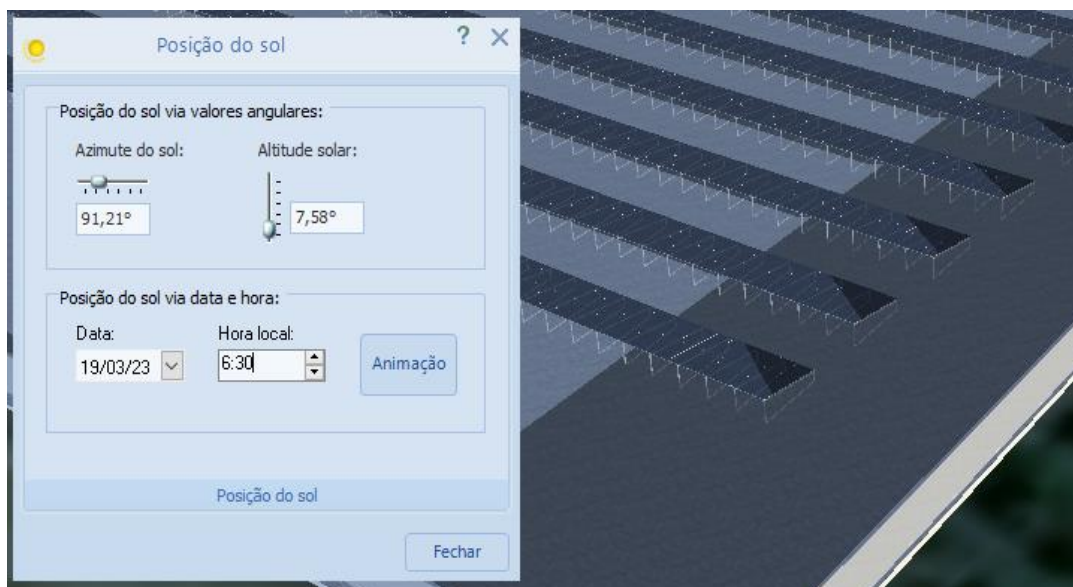 Posição do sol ? ×
Posição do sol via valores angulares:
Azimute do sol: Altitude solar:
91,21° 7,58°
Posição do sol via data e hora:
Data: Hora local:
19/03/23 6:30 Animação
Posição do sol
Fechar